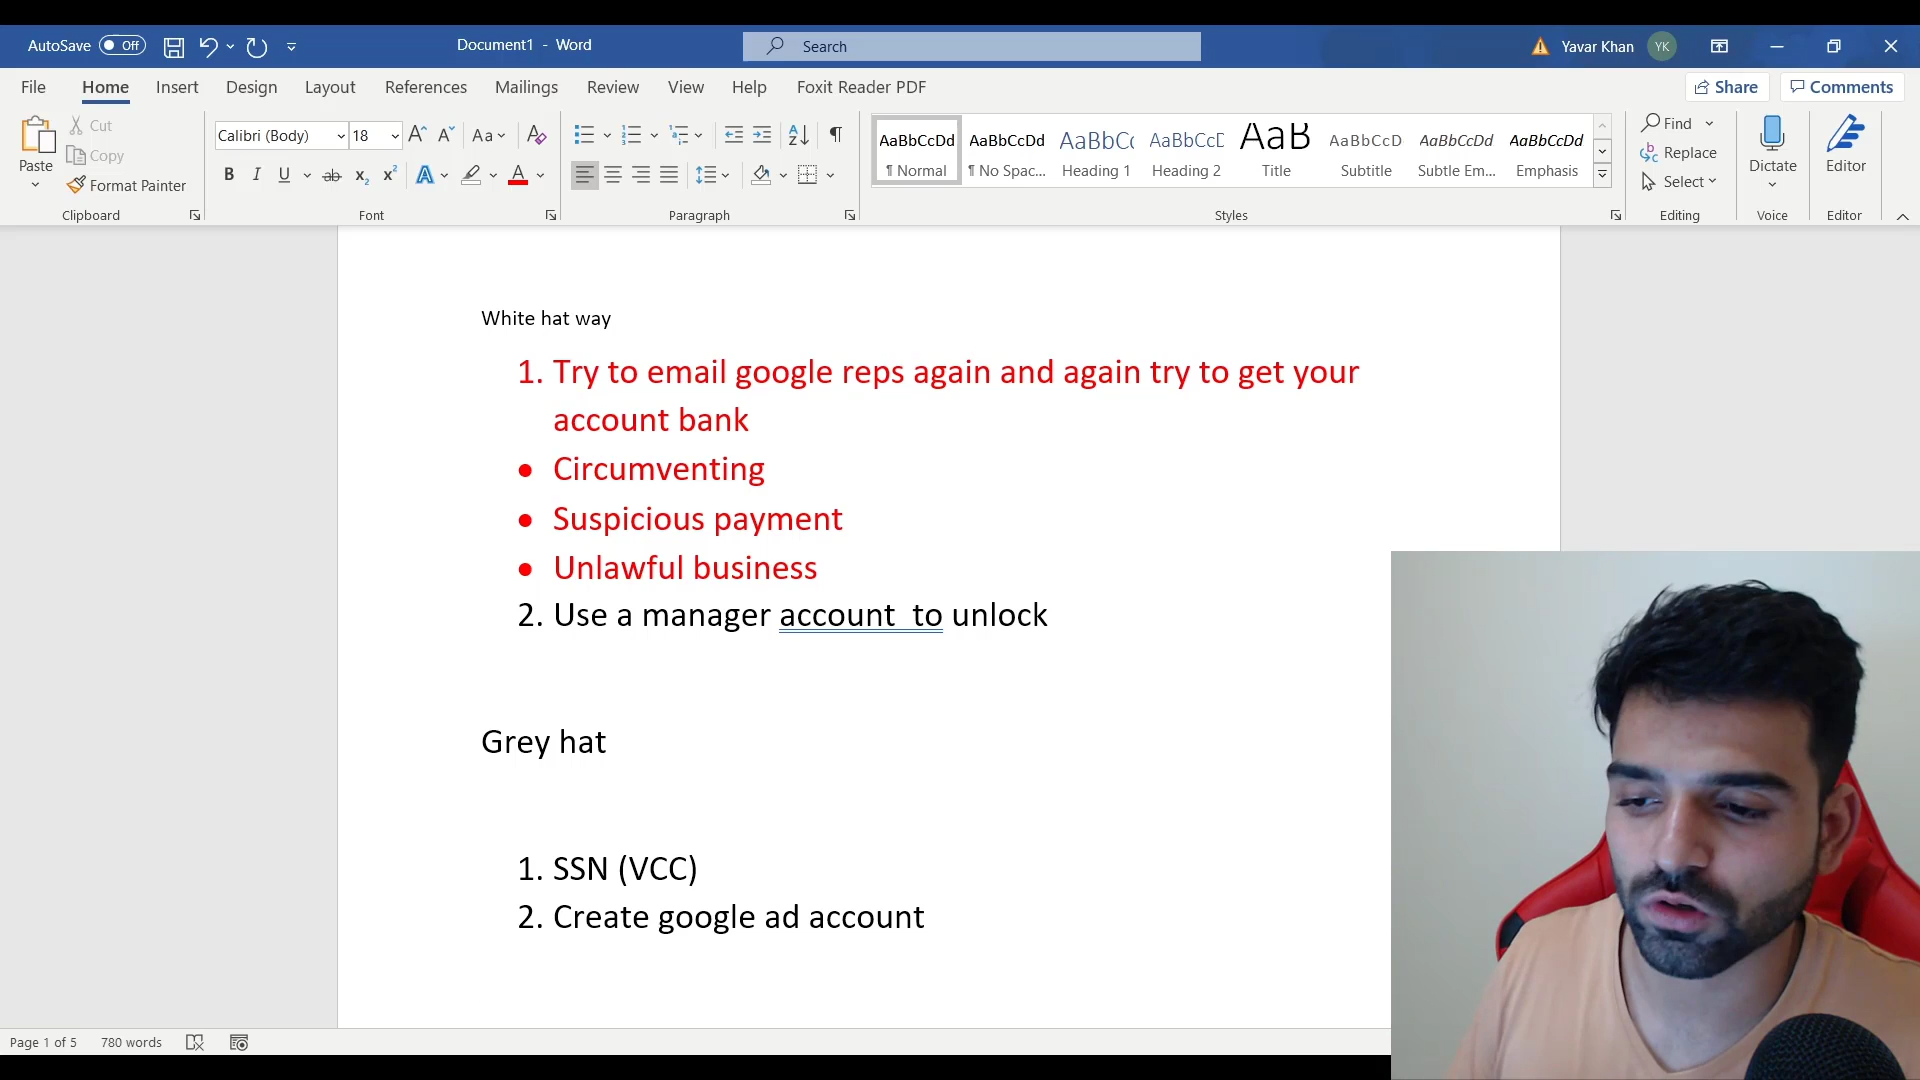 AutoSave Off Document1 - Word Search Yavar Khan YK
File Home Insert Design Layout References Mailings Review View Help Foxit Reader PDF Share Comments
Paste Cut Copy Format Painter
Clipboard
Calibri (Body) 18 Aa
B I U ab x2 x2 A A
Font
Paragraph
AaBbCcDd AaBbCcDd AaBbCc AaBbCcD AaB AaBbCcD AaBbCcDd AaBbCcDd
¶ Normal ¶ No Spac... Heading 1 Heading 2 Title Subtitle Subtle Em... Emphasis
Styles
Find
Replace
Select
Editing
Dictate
Voice
Editor
Editor
White hat way
1. Try to email google reps again and again try to get your
account bank
• Circumventing
• Suspicious payment
• Unlawful business
2. Use a manager account to unlock
Grey hat
1. SSN (VCC)
2. Create google ad account
Page 1 of 5 780 words